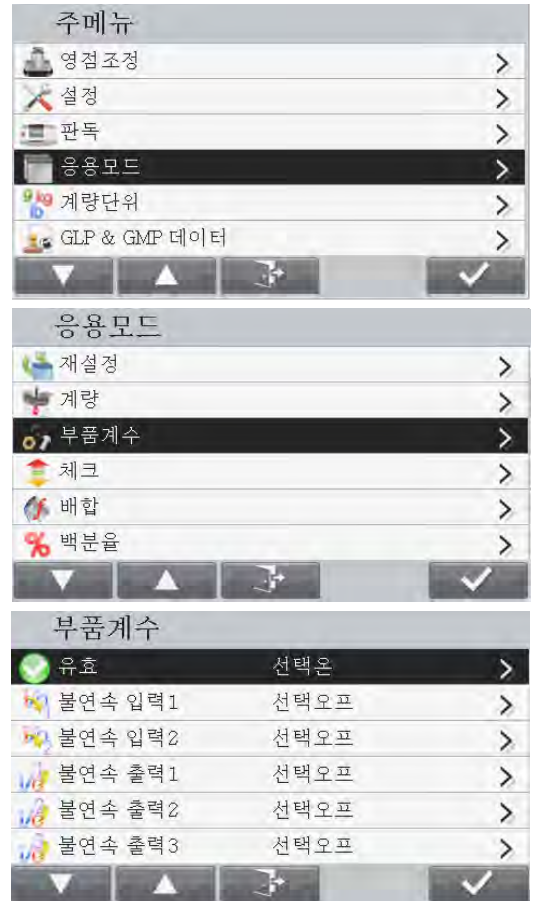 주메뉴
영점조정
설정
판독
응용모드
계량단위
GLP & GMP 데이터
응용모드
재설정
계량
부품계수
체크
배합
백분율
부품계수
유효 선택온
불연속 입력1 선택오프
불연속 입력2 선택오프
불연속 출력1 선택오프
불연속 출력2 선택오프
불연속 출력3 선택오프